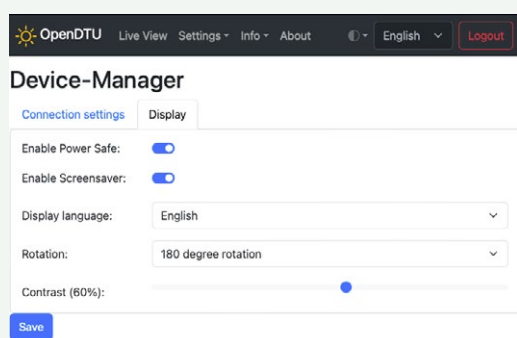 OpenDTU Live View Settings Info About English Logout
Device-Manager
Connection settings Display
Enable Power Safe:
Enable Screensaver:
Display language: English
Rotation: 180 degree rotation
Contrast (60%):
Save